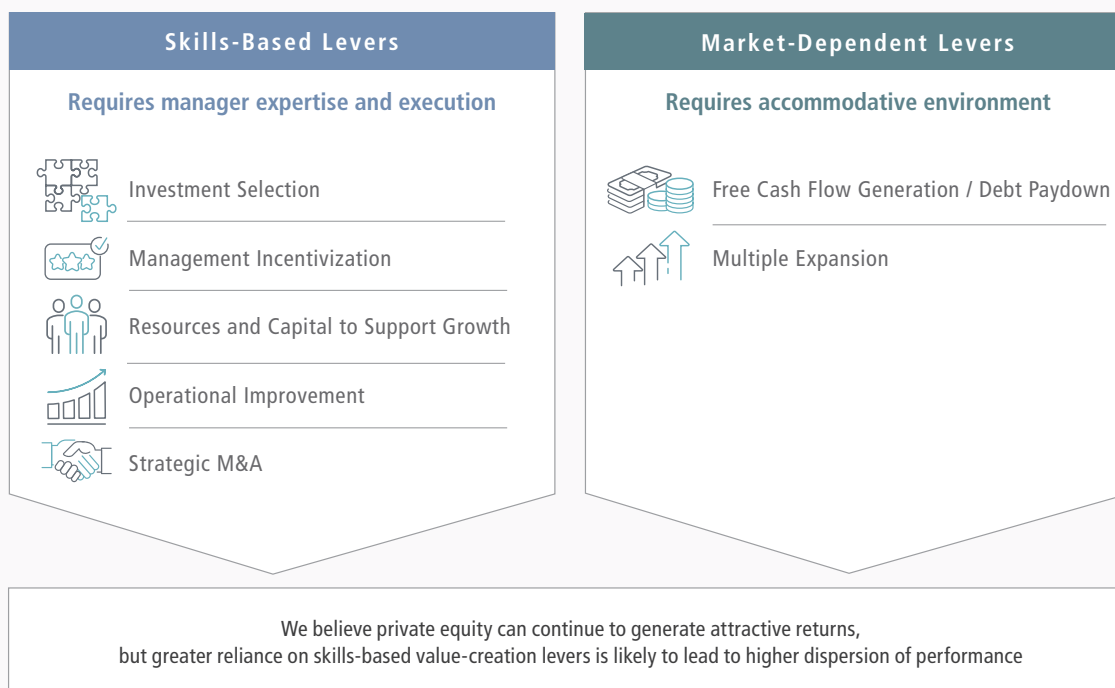 Skills-Based Levers
Requires manager expertise and execution
Investment Selection
Management Incentivization
Resources and Capital to Support Growth
Operational Improvement
Strategic M&A
Market-Dependent Levers
Requires accommodative environment
Free Cash Flow Generation / Debt Paydown
Multiple Expansion
We believe private equity can continue to generate attractive returns,
but greater reliance on skills-based value-creation levers is likely to lead to higher dispersion of performance